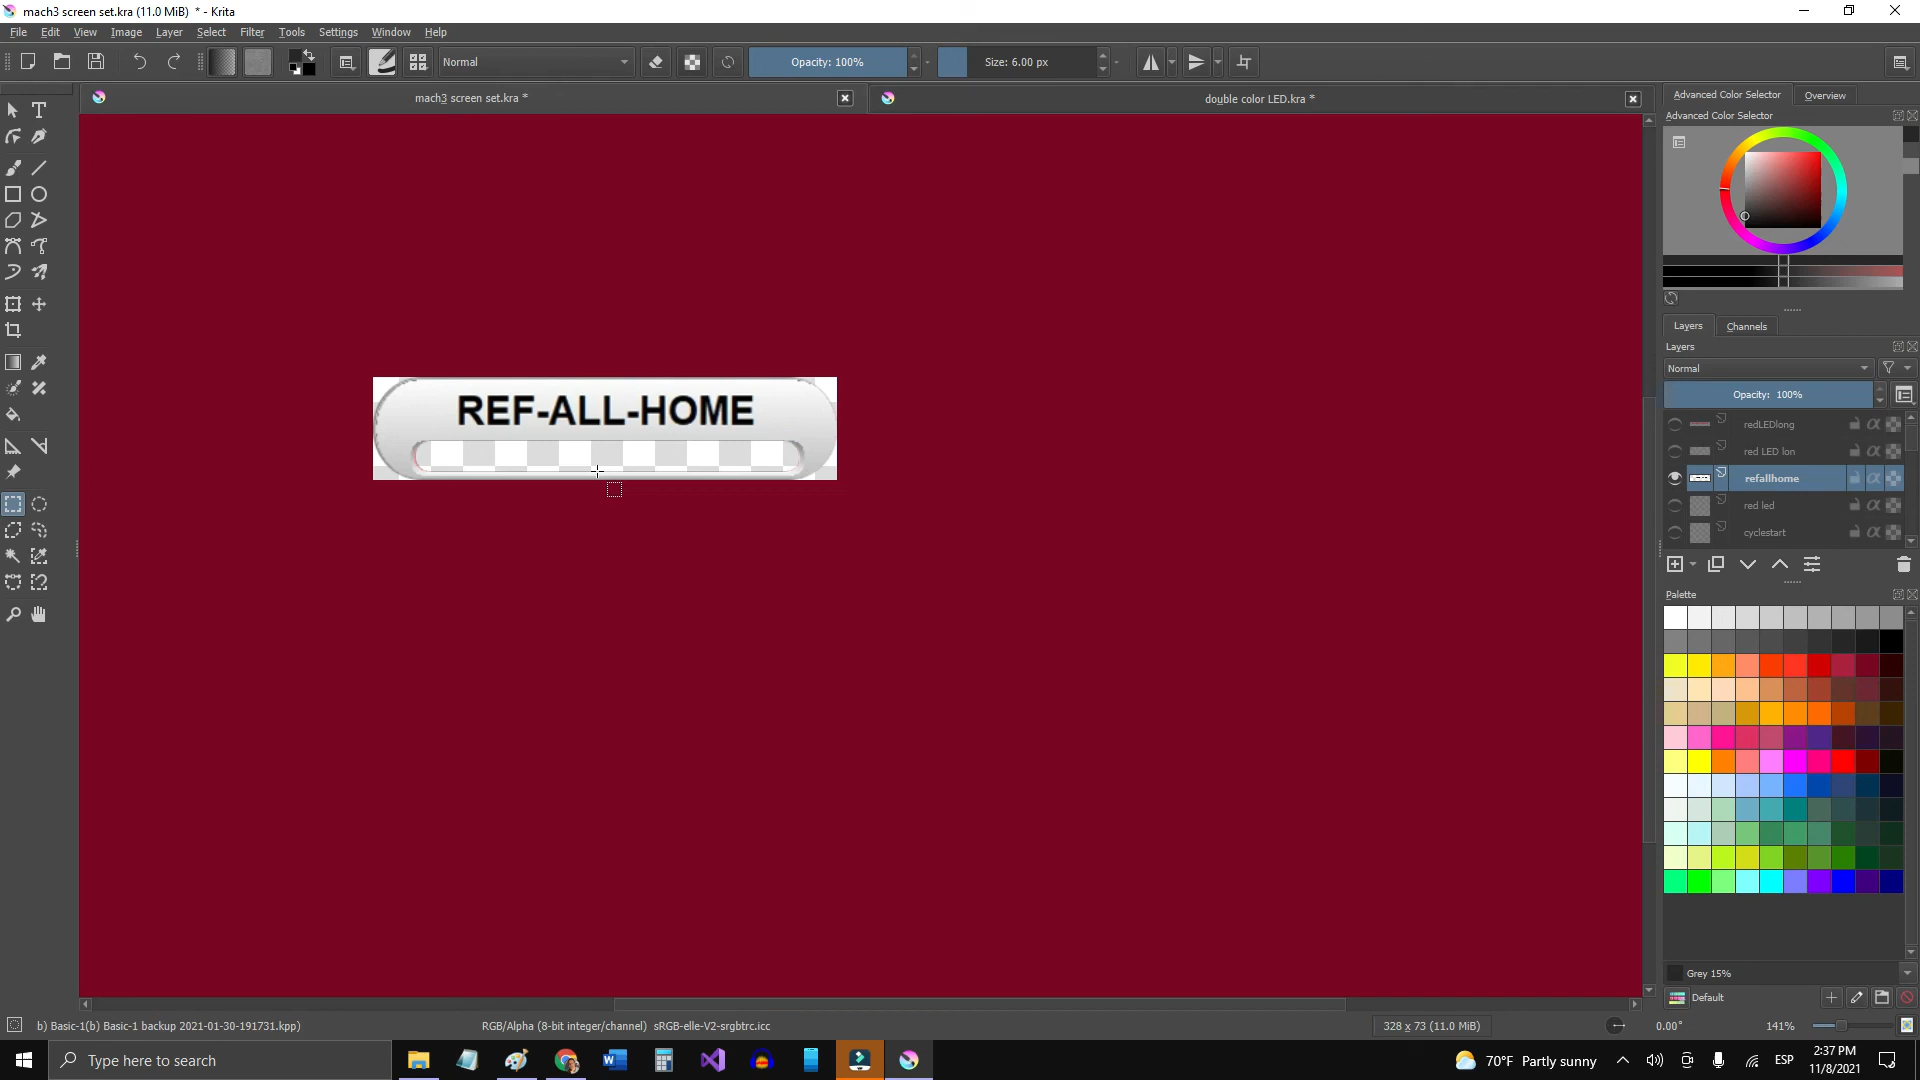 mach3 screen set.kra (11.0 MiB)  * - Krita
File Edit View Image Layer Select Filter Tools Settings Window Help
Normal
Opacity: 100%
Size: 6.00 px
mach3 screen set.kra *
double color LED.kra *
Advanced Color Selector
Overview
Advanced Color Selector
REF-ALL-HOME
Layers
Channels
Layers
Normal
Opacity:  100%
redLEDlong
red LED lon
refallhome
red led
cyclestart
Palette
Grey 15%
Default
b) Basic-1(b) Basic-1 backup 2021-01-30-191731.kpp)
RGB/Alpha (8-bit integer/channel)  sRGB-elle-V2-srgbtrc.icc
328 x 73 (11.0 MiB)
0.00°
141%
Type here to search
70°F  Partly sunny
ESP
2:37 PM
11/8/2021